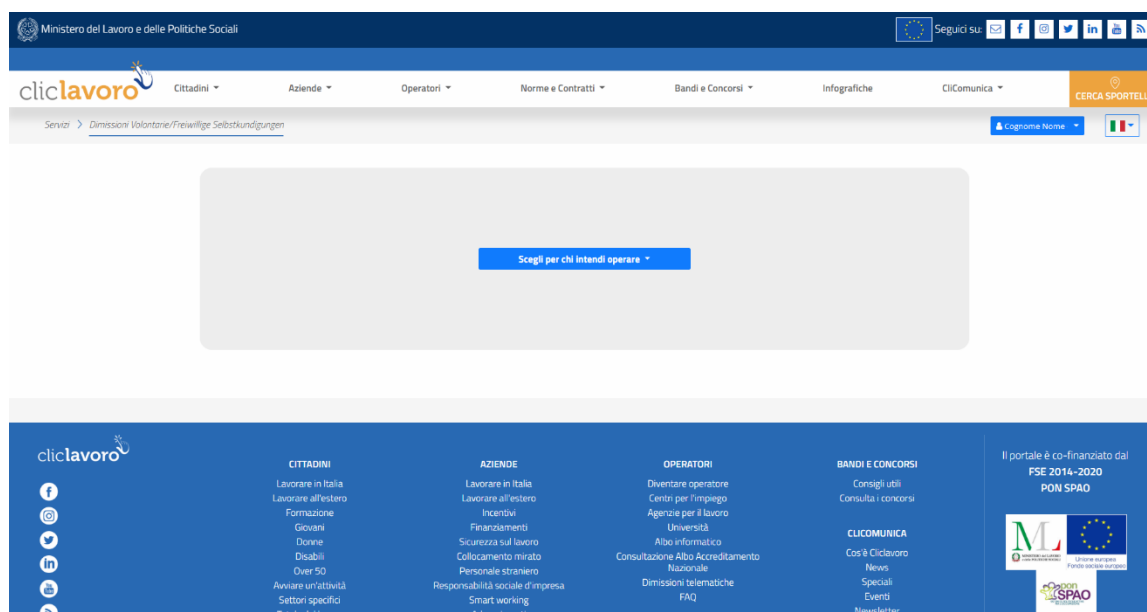 Ministero del Lavoro e delle Politiche Sociali
Seguici su:
cliclavoro
Cittadini
Aziende
Operatori
Norme e Contratti
Bandi e Concorsi
Infografiche
CliComunica
CERCA SPORTELL
Servizi > Dimissioni Volontarie/Freiwillige Selbstkundigungen
Cognome Nome
Scegli per chi intendi operare
cliclavoro
CITTADINI
Lavorare in Italia
Lavorare all'estero
Formazione
Giovani
Donne
Disabili
Over 50
Avviare un'attività
Settori specifici
AZIENDE
Lavorare in Italia
Lavorare all'estero
Incentivi
Finanziamenti
Sicurezza sul lavoro
Collocamento mirato
Personale straniero
Responsabilità sociale d'impresa
Smart working
OPERATORI
Diventare operatore
Centri per l'impiego
Agenzie per il lavoro
Università
Albo informatico
Consultazione Albo Accreditamento
Nazionale
Dimissioni telematiche
FAQ
BANDI E CONCORSI
Consigli utili
Consulta i concorsi
CLICOMUNICA
Cos'è Cliclavoro
News
Speciali
Eventi
Newsletter
Il portale è co-finanziato dal
FSE 2014-2020
PON SPAO
Unione europea
Fondo sociale europeo
pon
SPAO